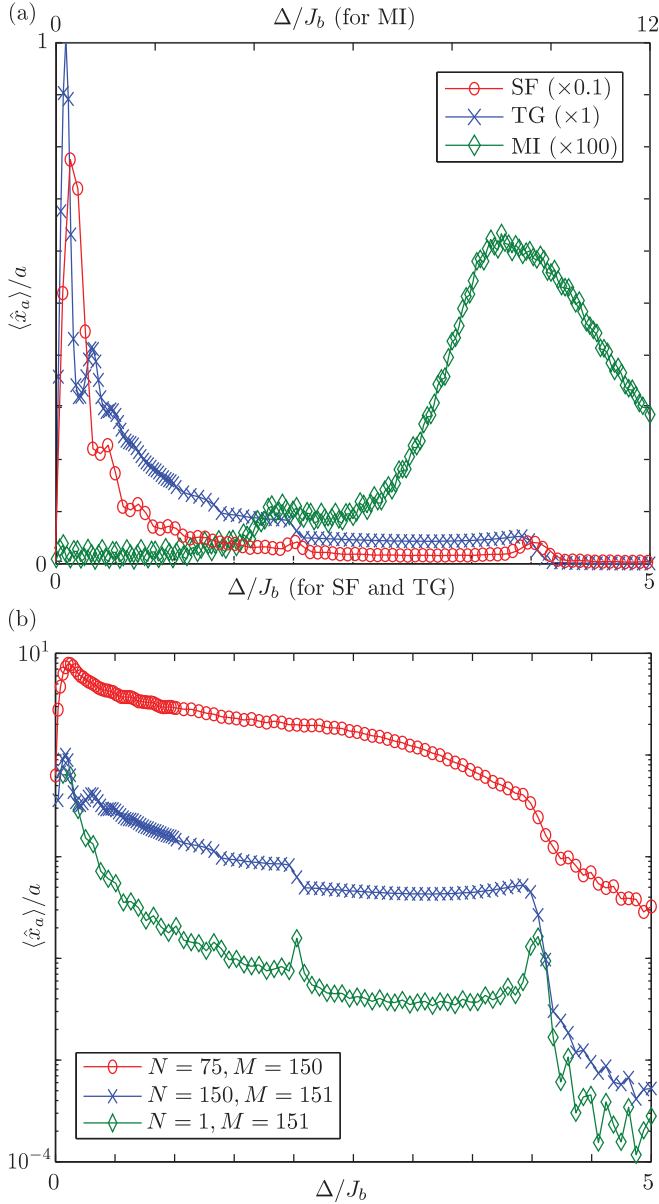 (a)
0 Δ/J_b (for MI) 12
1
SF (×0.1)
TG (×1)
MI (×100)
⟨x̂_a⟩/a
0
0 Δ/J_b (for SF and TG) 5
(b)
10^1
⟨x̂_a⟩/a
N = 75, M = 150
N = 150, M = 151
N = 1, M = 151
10^−4
0 Δ/J_b 5